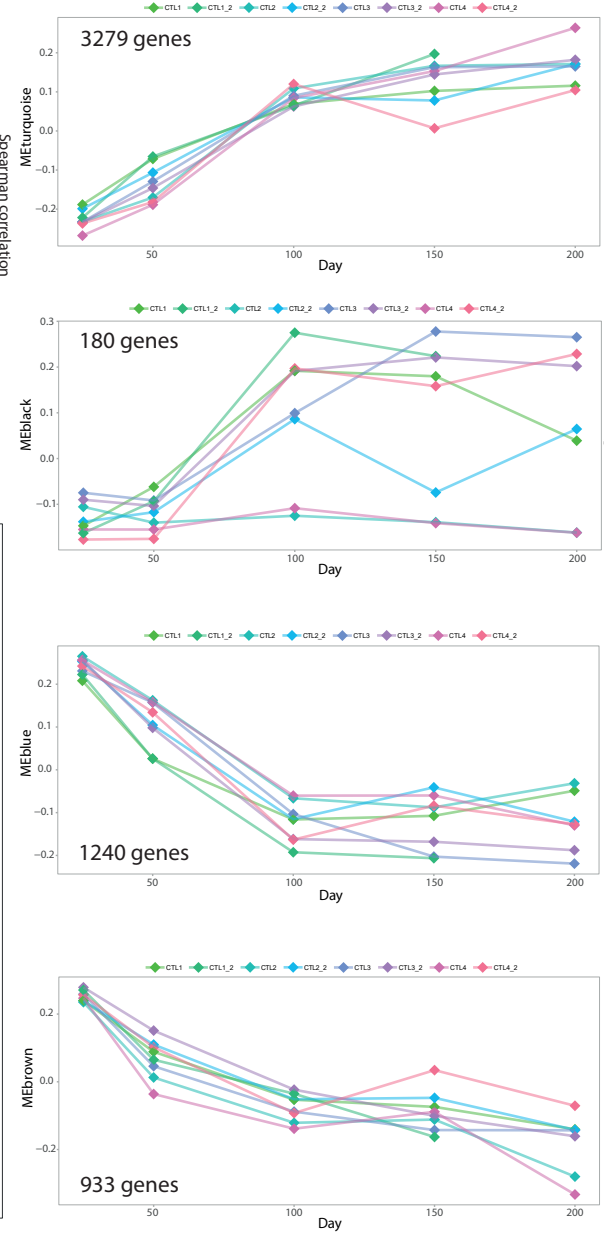 CTL1 CTL1_2 CTL2 CTL2_2 CTL3 CTL3_2 CTL4 CTL4_2
3279 genes
0.2
0.1
0.0
−0.1
−0.2
MEturquoise
Spearman correlation
50 100 150 200
Day
CTL1 CTL1_2 CTL2 CTL2_2 CTL3 CTL3_2 CTL4 CTL4_2
180 genes
0.3
0.2
0.1
0.0
−0.1
MEblack
50 100 150 200
Day
CTL1 CTL1_2 CTL2 CTL2_2 CTL3 CTL3_2 CTL4 CTL4_2
0.2
0.1
0.0
−0.1
−0.2
MEblue
1240 genes
50 100 150 200
Day
CTL1 CTL1_2 CTL2 CTL2_2 CTL3 CTL3_2 CTL4 CTL4_2
0.2
0.0
−0.2
MEbrown
933 genes
50 100 150 200
Day